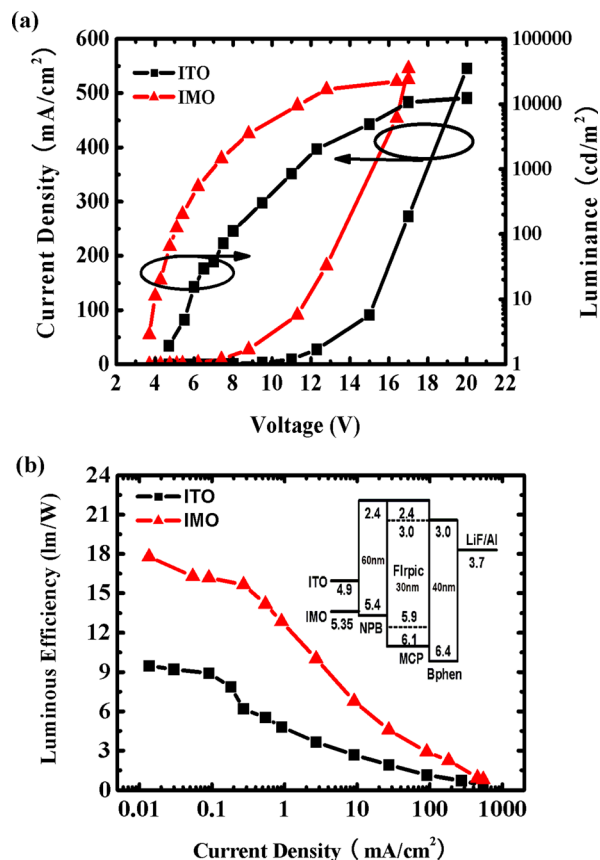 (a)
600
500
400
300
200
100
0
Current Density (mA/cm²)
ITO
IMO
100000
10000
1000
100
10
1
Luminance (cd/m²)
2 4 6 8 10 12 14 16 18 20 22
Voltage (V)
(b)
24
21
18
15
12
9
6
3
0
Luminous Efficiency (lm/W)
ITO
IMO
2.4 2.4 3.0
3.0
LiF/Al
3.7
60nm FIrpic 30nm 40nm
ITO
4.9
IMO
5.35
5.4
NPB
5.9
6.1
MCP
6.4
Bphen
0.01 0.1 1 10 100 1000
Current Density (mA/cm²)